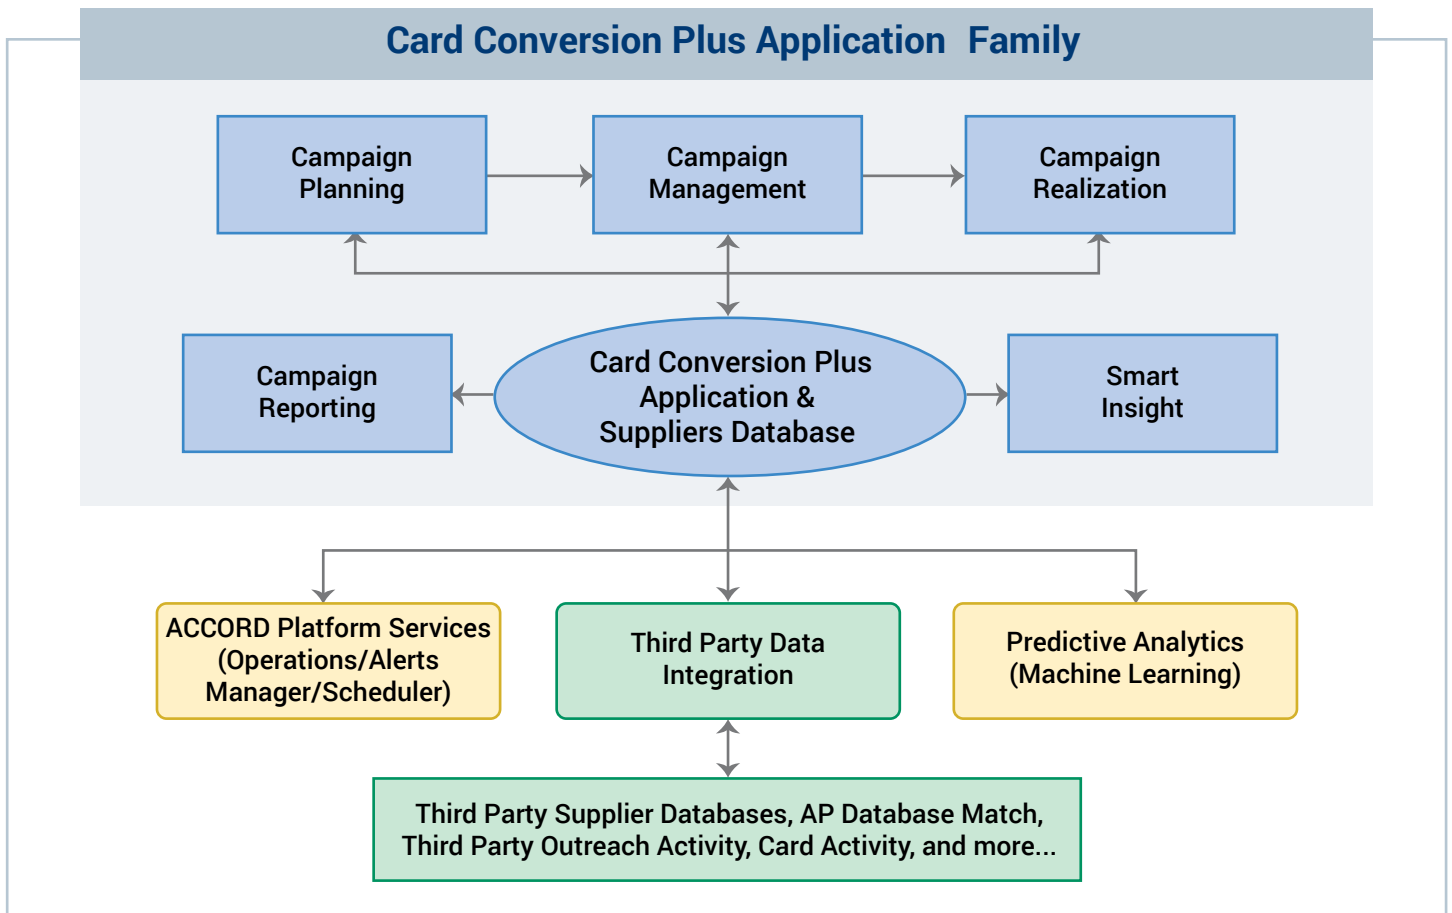 Card Conversion Plus Application Family
Campaign
Planning
Campaign
Management
Campaign
Realization
Campaign
Reporting
Card Conversion Plus
Application &
Suppliers Database
Smart
Insight
ACCORD Platform Services
(Operations/Alerts
Manager/Scheduler)
Third Party Data
Integration
Predictive Analytics
(Machine Learning)
Third Party Supplier Databases, AP Database Match,
Third Party Outreach Activity, Card Activity, and more...